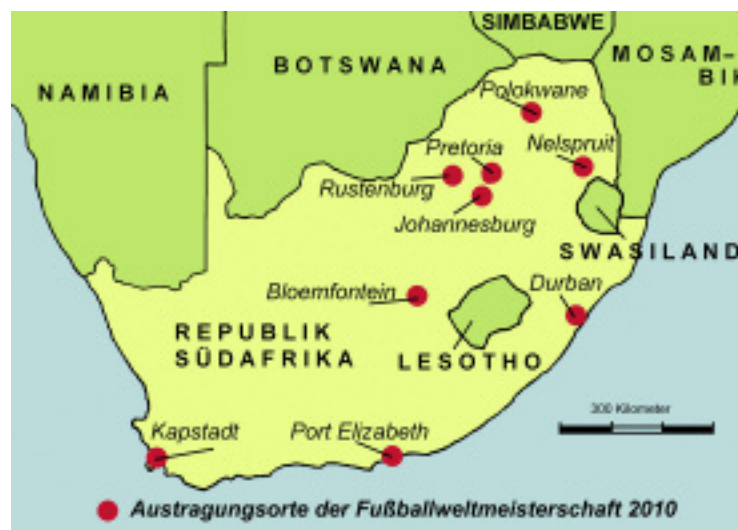 SIMBABWE
MOSAM–
BIK
BOTSWANA
NAMIBIA
Polokwane
Pretoria
Nelspruit
Rustenburg
Johannesburg
SWASILAND
Bloemfontein
Durban
REPUBLIK
SÜDAFRIKA
LESOTHO
300 Kilometer
Kapstadt
Port Elizabeth
Austragungsorte der Fußballweltmeisterschaft 2010